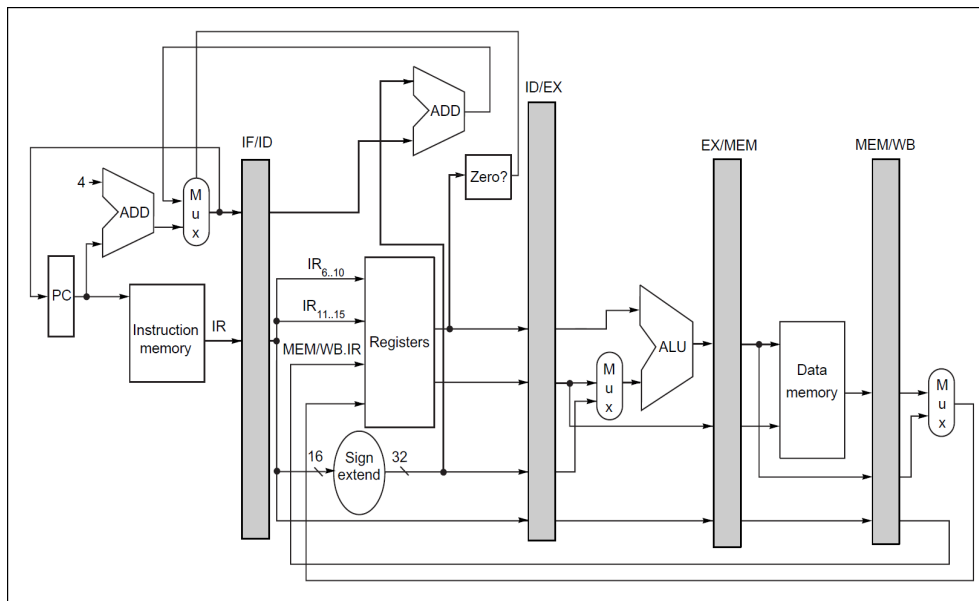 ID/EX
ADD
IF/ID
EX/MEM
MEM/WB
Zero?
4
ADD
M
u
x
IR6..10
PC
IR11..15
Instruction
memory
IR
MEM/WB.IR
Registers
ALU
M
u
x
Data
memory
M
u
x
16
Sign
extend
32